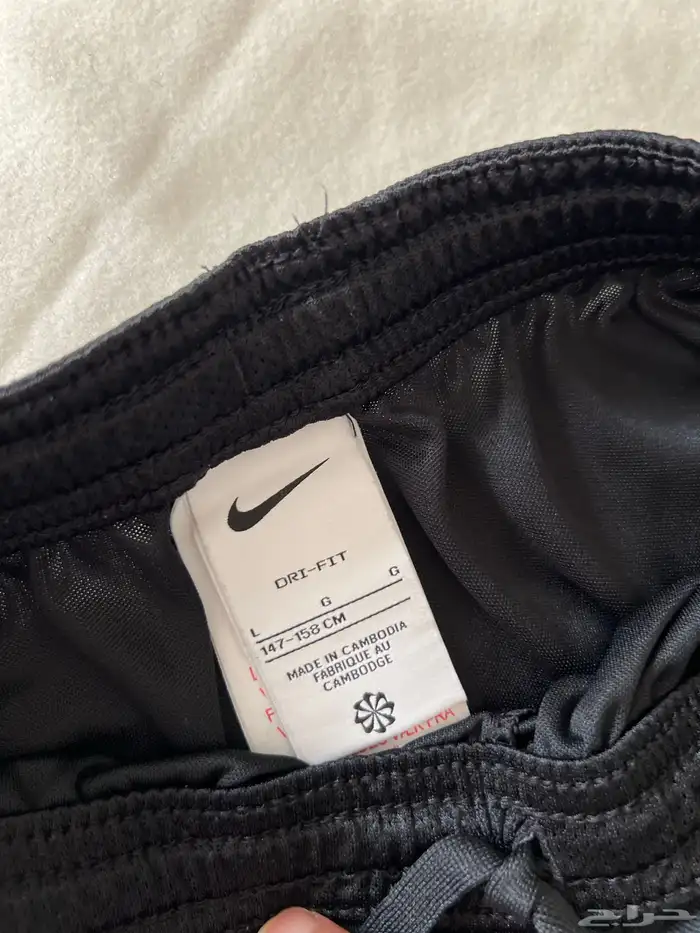 DRI-FIT
L G G
147-158 CM
MADE IN CAMBODIA
FABRIQUE AU
CAMBODGE
حراج